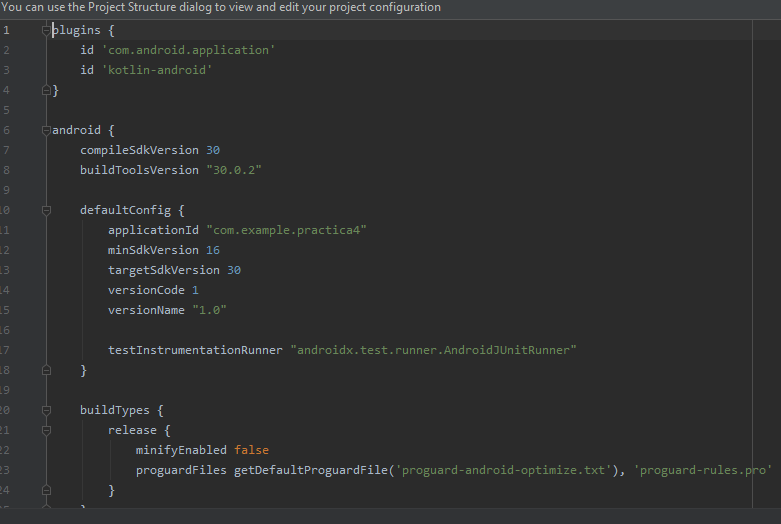 You can use the Project Structure dialog to view and edit your project configuration
1 plugins {
2 id 'com.android.application'
3 id 'kotlin-android'
4 }
5
6 android {
7 compileSdkVersion 30
8 buildToolsVersion "30.0.2"
9
10 defaultConfig {
11 applicationId "com.example.practica4"
12 minSdkVersion 16
13 targetSdkVersion 30
14 versionCode 1
15 versionName "1.0"
16
17 testInstrumentationRunner "androidx.test.runner.AndroidJUnitRunner"
18 }
19
20 buildTypes {
21 release {
22 minifyEnabled false
23 proguardFiles getDefaultProguardFile('proguard-android-optimize.txt'), 'proguard-rules.pro'
24 }